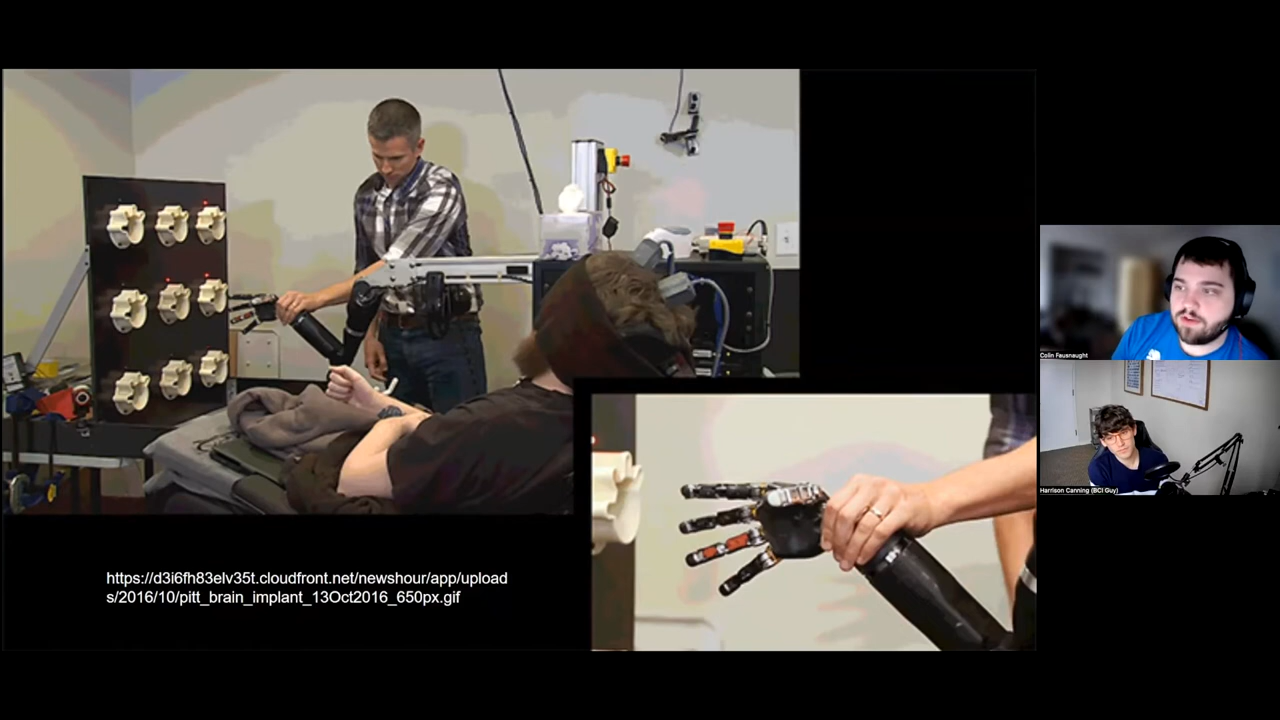 Colin Fausnaught
Harrison Canning (BCI Guy)
https://d3i6fh83elv35t.cloudfront.net/newshour/app/upload
s/2016/10/pitt_brain_implant_13Oct2016_650px.gif